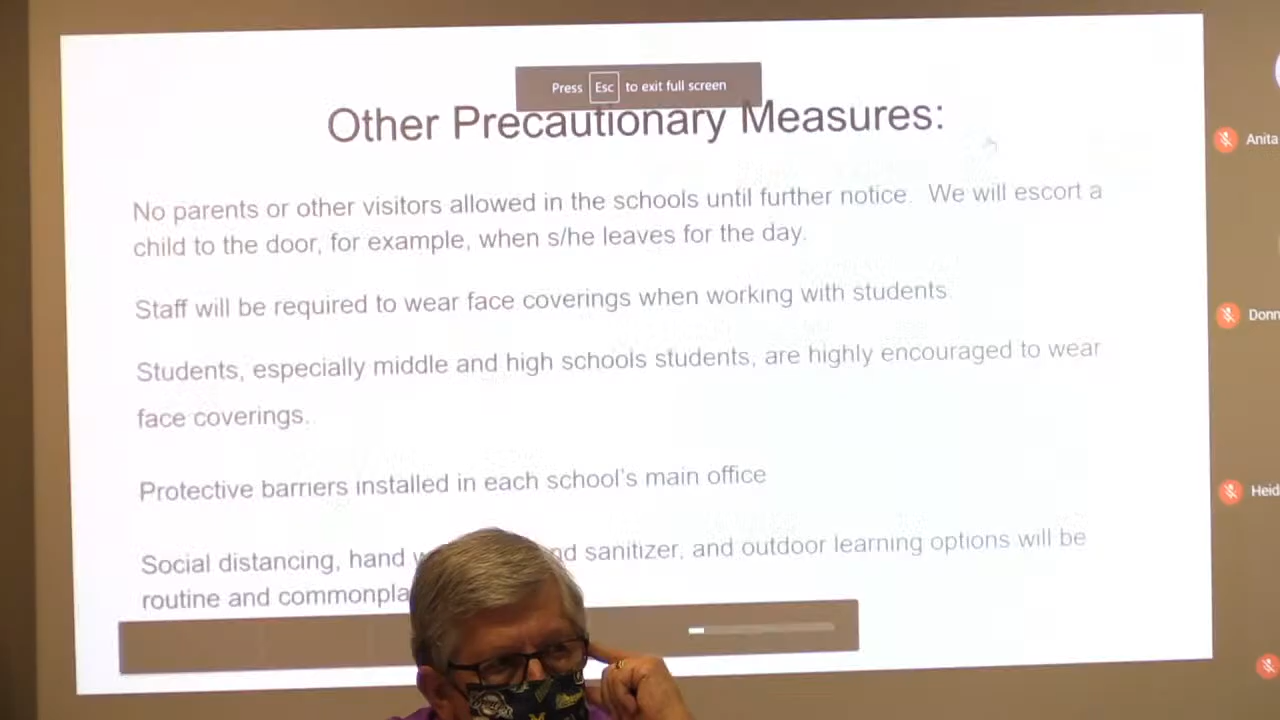 Press Esc to exit full screen
Other Precautionary Measures:
Anita
No parents or other visitors allowed in the schools until further notice. We will escort a
child to the door, for example, when s/he leaves for the day.
Staff will be required to wear face coverings when working with students
Donn
Students, especially middle and high schools students, are highly encouraged to wear
face coverings.
Protective barriers installed in each school's main office
Heid
Social distancing, hand sanitizer, and outdoor learning options will be
routine and commonpla